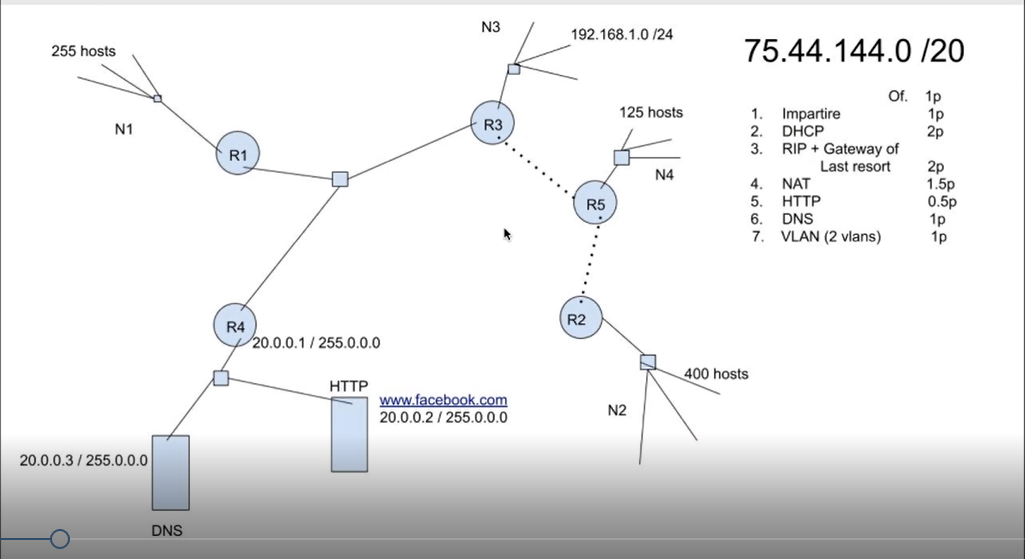 N3
192.168.1.0 /24
75.44.144.0 /20
255 hosts
N1
R1
R3
125 hosts
N4
R5
Of. 1p
1. Impartire 1p
2. DHCP 2p
3. RIP + Gateway of
Last resort 2p
4. NAT 1.5p
5. HTTP 0.5p
6. DNS 1p
7. VLAN (2 vlans) 1p
R4
20.0.0.1 / 255.0.0.0
R2
400 hosts
N2
HTTP
www.facebook.com
20.0.0.2 / 255.0.0.0
20.0.0.3 / 255.0.0.0
DNS